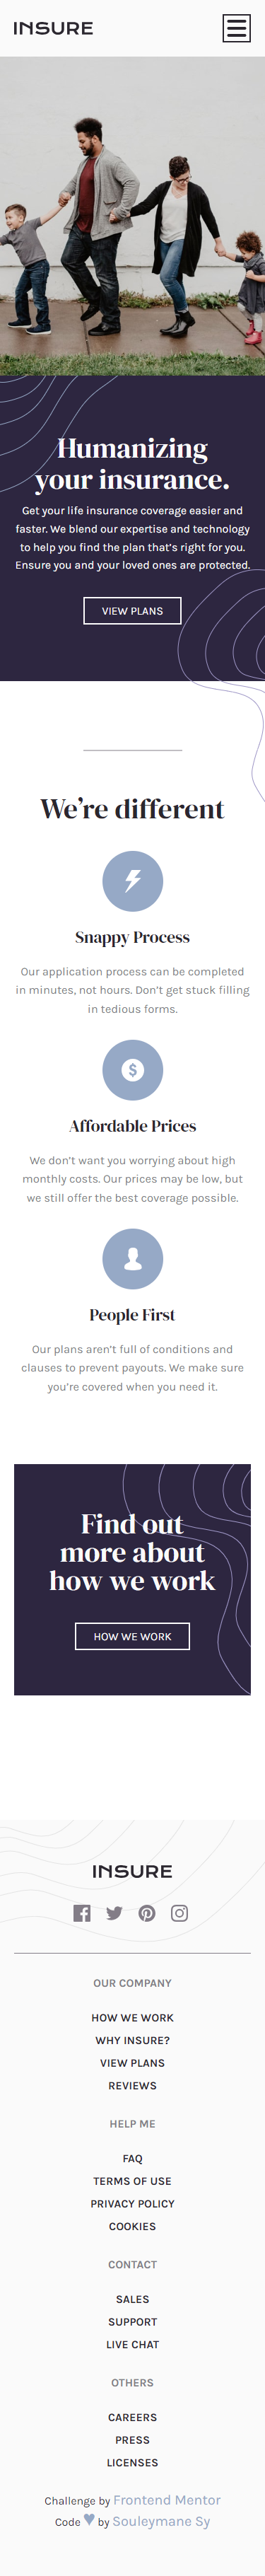 INSURE
Humanizing
your insurance.
Get your life insurance coverage easier and
faster. We blend our expertise and technology
to help you find the plan that’s right for you.
Ensure you and your loved ones are protected.
VIEW PLANS
We’re different
Snappy Process
Our application process can be completed
in minutes, not hours. Don’t get stuck filling
in tedious forms.
$
Affordable Prices
We don’t want you worrying about high
monthly costs. Our prices may be low, but
we still offer the best coverage possible.
People First
Our plans aren’t full of conditions and
clauses to prevent payouts. We make sure
you’re covered when you need it.
Find out
more about
how we work
HOW WE WORK
INSURE
OUR COMPANY
HOW WE WORK
WHY INSURE?
VIEW PLANS
REVIEWS
HELP ME
FAQ
TERMS OF USE
PRIVACY POLICY
COOKIES
CONTACT
SALES
SUPPORT
LIVE CHAT
OTHERS
CAREERS
PRESS
LICENSES
Challenge by Frontend Mentor
Code ♥ by Souleymane Sy